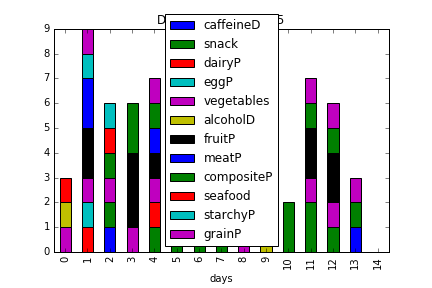 D
5
caffeineD
snack
dairyP
eggP
vegetables
alcoholD
fruitP
meatP
compositeP
seafood
starchyP
grainP
9
8
7
6
5
4
3
2
1
0
0 1 2 3 4 5 6 7 8 9 10 11 12 13 14
days